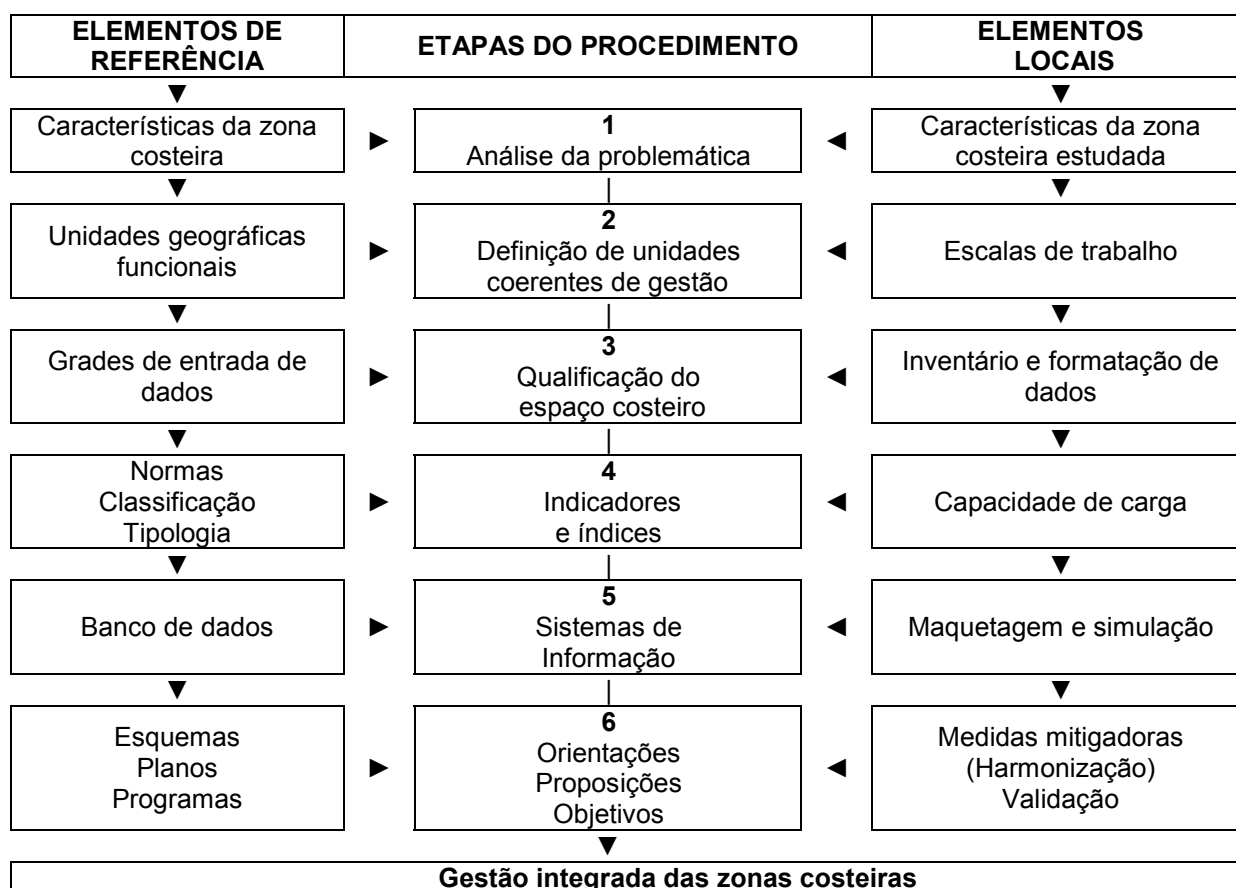 ELEMENTOS DE
REFERÊNCIA
ETAPAS DO PROCEDIMENTO
ELEMENTOS
LOCAIS
Características da zona
costeira
1
Análise da problemática
Características da zona
costeira estudada
Unidades geográficas
funcionais
2
Definição de unidades
coerentes de gestão
Escalas de trabalho
Grades de entrada de
dados
3
Qualificação do
espaço costeiro
Inventário e formatação de
dados
Normas
Classificação
Tipologia
4
Indicadores
e índices
Capacidade de carga
Banco de dados
5
Sistemas de
Informação
Maquetagem e simulação
Esquemas
Planos
Programas
6
Orientações
Proposições
Objetivos
Medidas mitigadoras
(Harmonização)
Validação
Gestão integrada das zonas costeiras